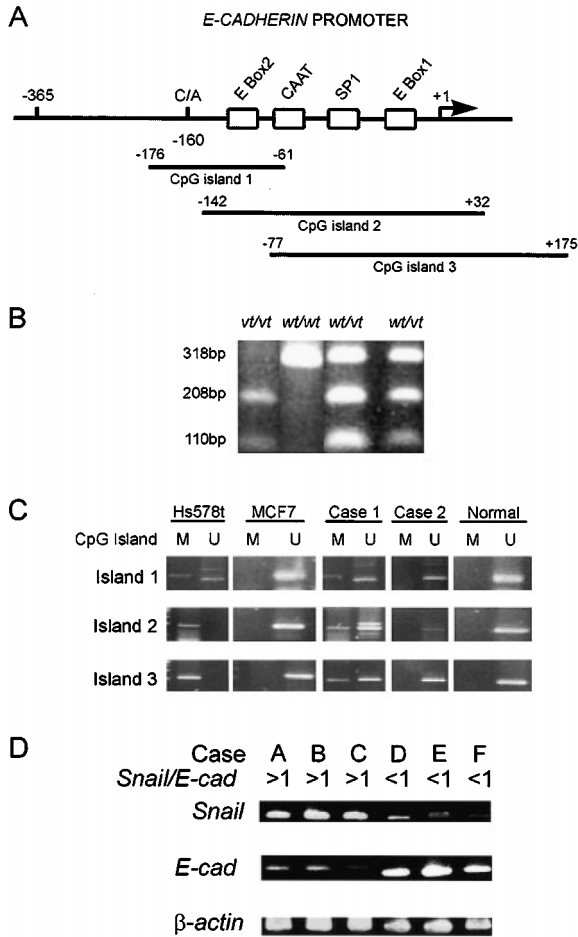 A
E-CADHERIN PROMOTER
E Box2
CAAT
SP1
E Box1
-365
C/A
+1
-160
-176
-61
CpG island 1
-142
+32
CpG island 2
-77
+175
CpG island 3
B
vt/vt wt/wt wt/vt wt/vt
318bp
208bp
110bp
C
Hs578t MCF7 Case 1 Case 2 Normal
CpG Island M U M U M U M U M U
Island 1
Island 2
Island 3
D
Case A B C D E F
Snail/E-cad >1 >1 >1 <1 <1 <1
Snail
E-cad
β-actin